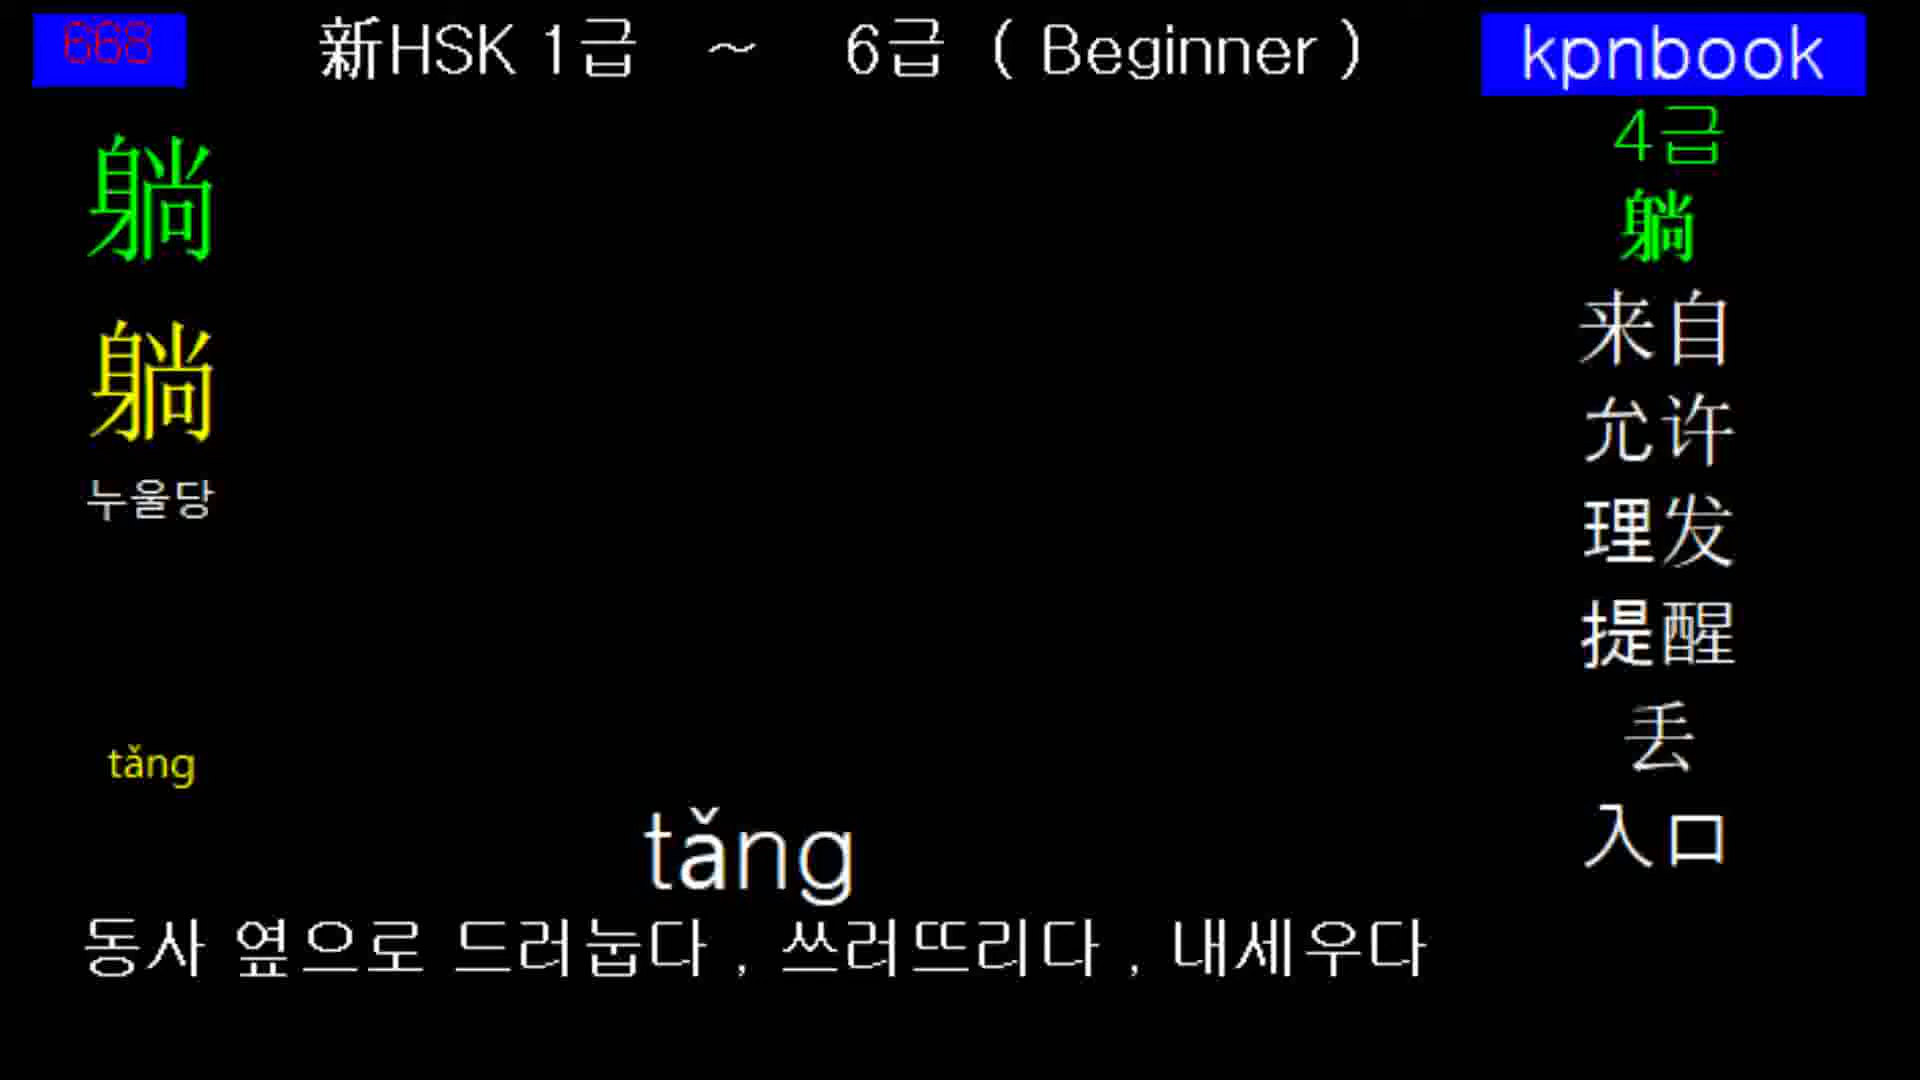 668
新HSK 1급 ~ 6급 ( Beginner )
kpnbook
躺
躺
누울당
tǎng
tǎng
동사 옆으로 드러눕다 , 쓰러뜨리다 , 내세우다
4급
躺
来自
允许
理发
提醒
丢
入口